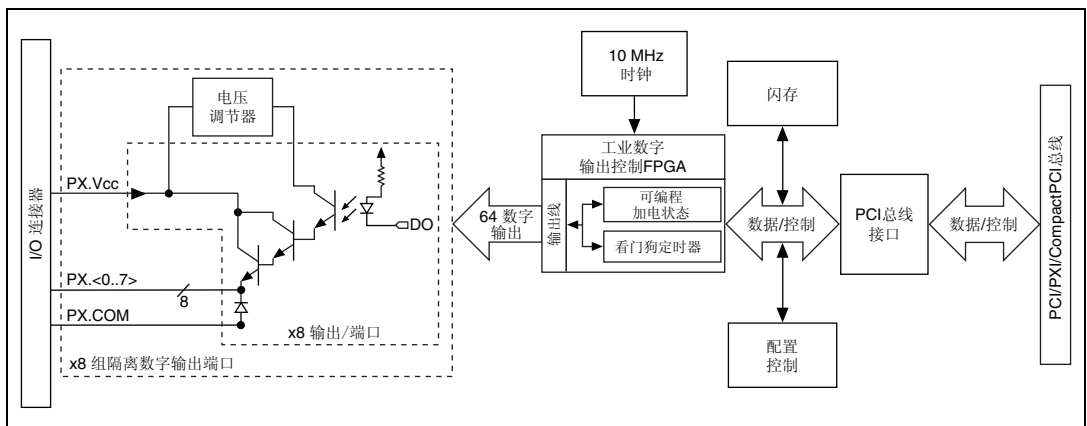 I/O 连接器
电压
调节器
PX.Vcc
DO
PX.<0..7>
8
PX.COM
x8 输出/端口
x8 组隔离数字输出端口
64 数字
输出
10 MHz
时钟
工业数字
输出控制FPGA
输出线
可编程
加电状态
看门狗定时器
闪存
数据/控制
配置
控制
PCI总线
接口
数据/控制
PCI/PXI/CompactPCI总线